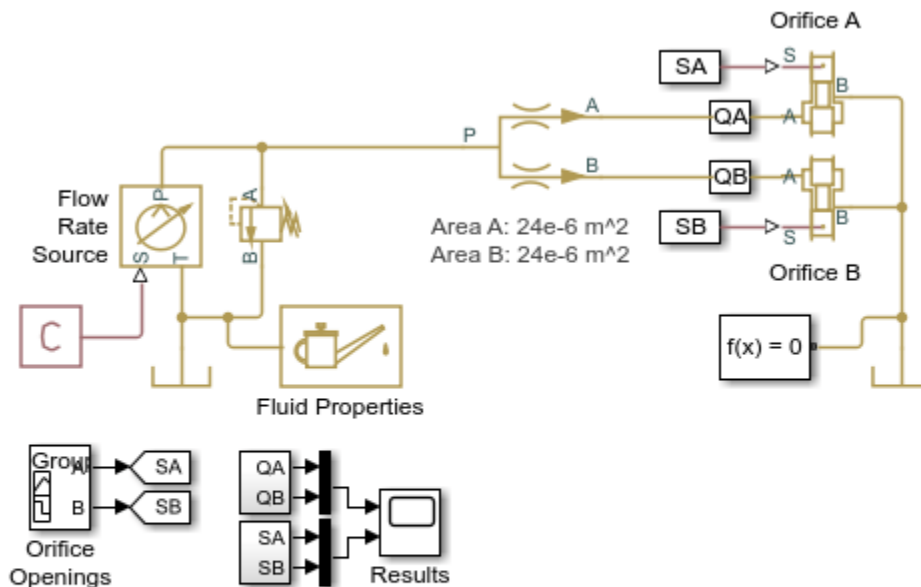 Orifice A
SA
S
B
A
QA
A
P
B
QB
A
B
SB
S
Orifice B
Area A: 24e-6 m^2
Area B: 24e-6 m^2
Flow
Rate
Source
P
S
T
A
B
C
Fluid Properties
f(x) = 0
Group
A
B
SA
SB
Orifice
Openings
QA
QB
SA
SB
Results